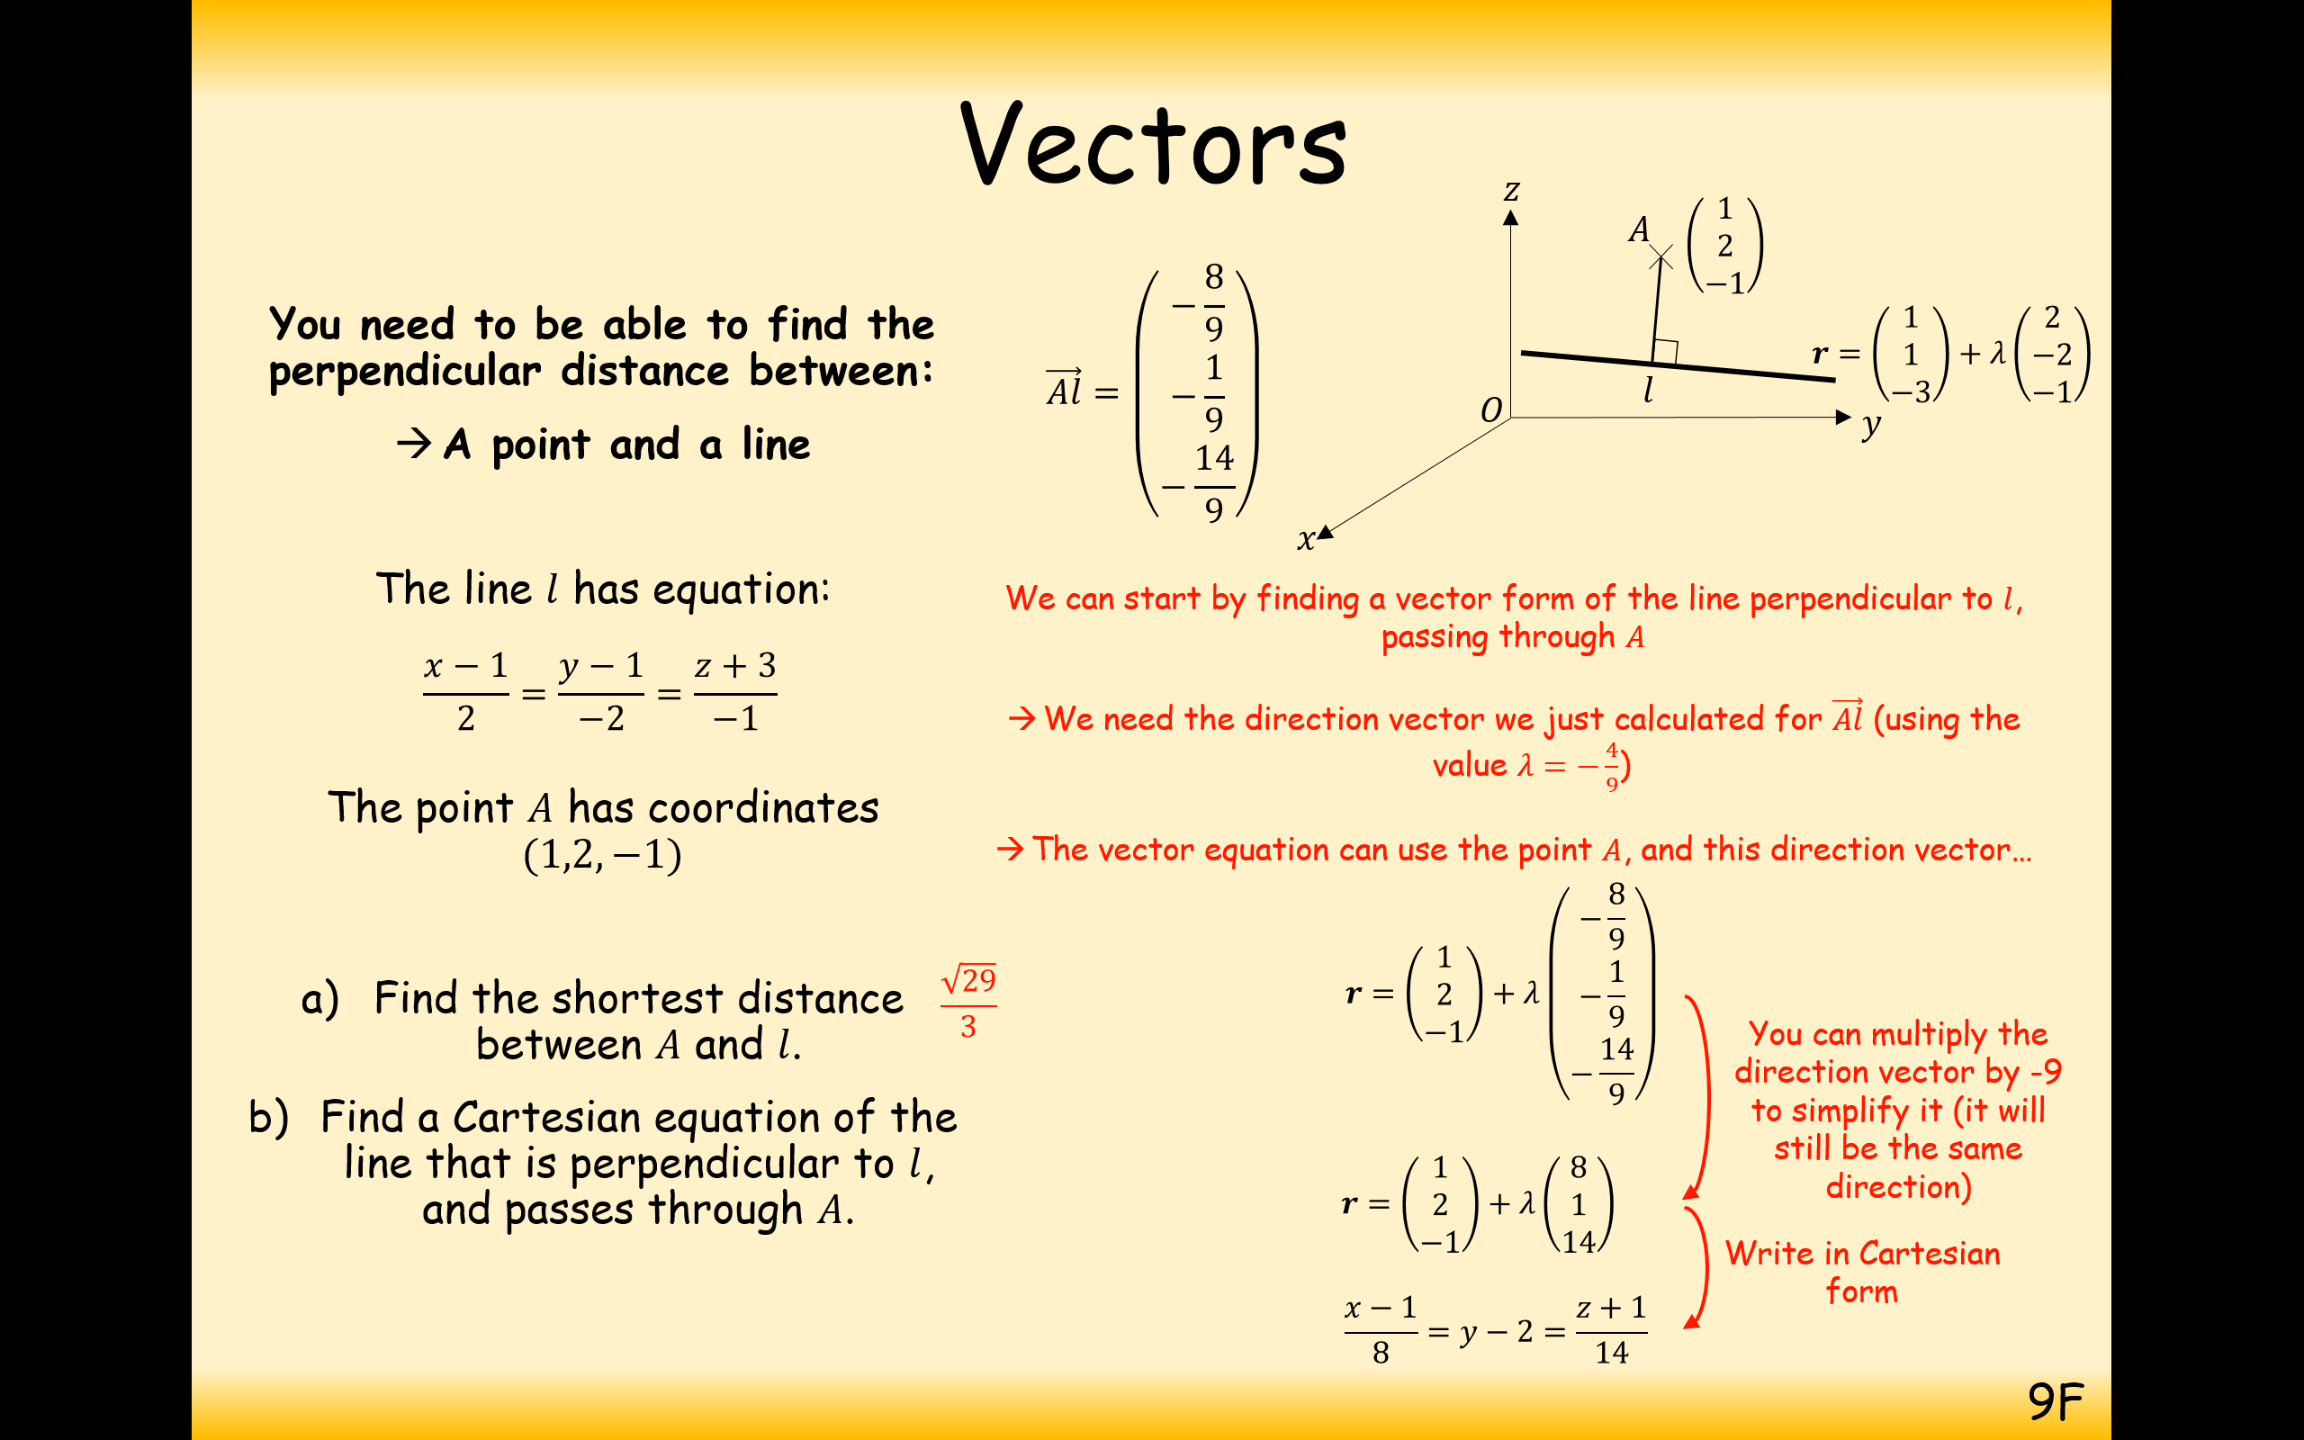 Vectors
You need to be able to find the
perpendicular distance between:
→ A point and a line
The line l has equation:
x − 1 / 2 = y − 1 / −2 = z + 3 / −1
The point A has coordinates
(1,2, −1)
a) Find the shortest distance
between A and l.
√29 / 3
b) Find a Cartesian equation of the
line that is perpendicular to l,
and passes through A.
Al = ( −8/9 −1/9 −14/9 )
z
A ( 1 2 −1 )
r = ( 1 1 −3 ) + λ ( 2 −2 −1 )
l
O
y
x
We can start by finding a vector form of the line perpendicular to l,
passing through A
→ We need the direction vector we just calculated for Al (using the
value λ = −4/9)
→ The vector equation can use the point A, and this direction vector…
r = ( 1 2 −1 ) + λ ( −8/9 −1/9 −14/9 )
You can multiply the
direction vector by -9
to simplify it (it will
still be the same
direction)
r = ( 1 2 −1 ) + λ ( 8 1 14 )
Write in Cartesian
form
x − 1 / 8 = y − 2 = z + 1 / 14
9F